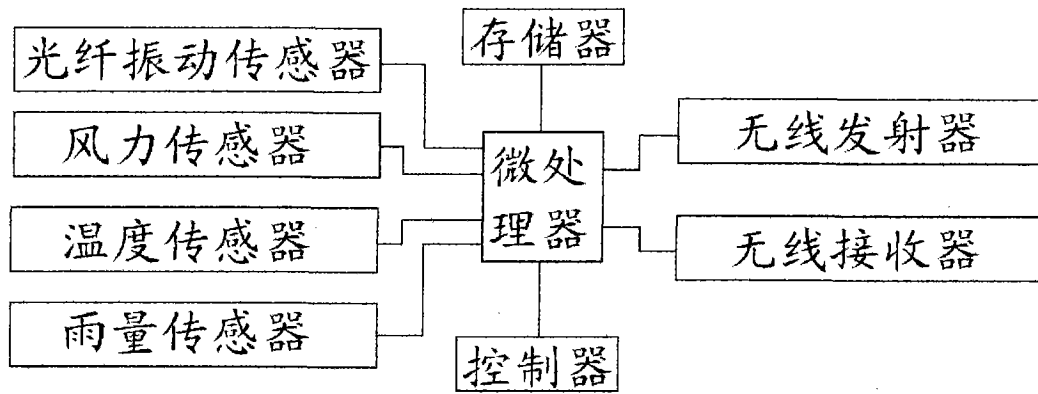 存储器
光纤振动传感器
风力传感器
温度传感器
雨量传感器
微处
理器
无线发射器
无线接收器
控制器